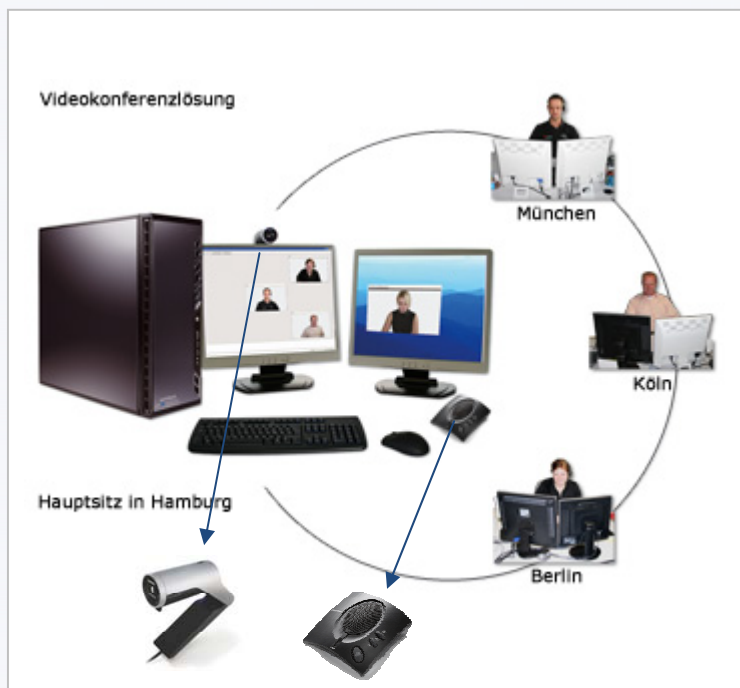 Videokonferenzlösung
München
Köln
Hauptsitz in Hamburg
Berlin